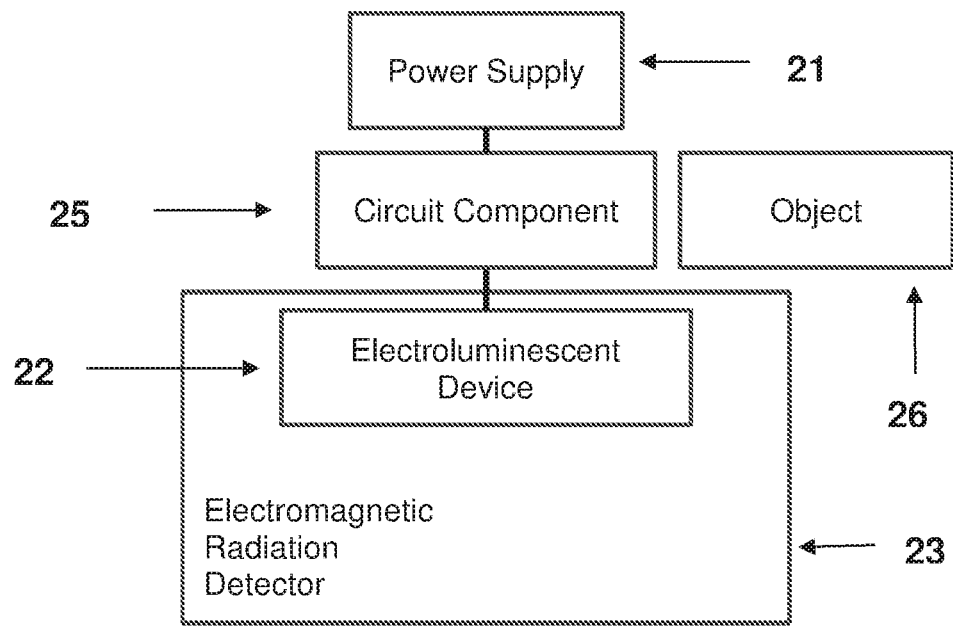 Power Supply
21
25
Circuit Component
Object
22
Electroluminescent
Device
26
Electromagnetic
Radiation
Detector
23